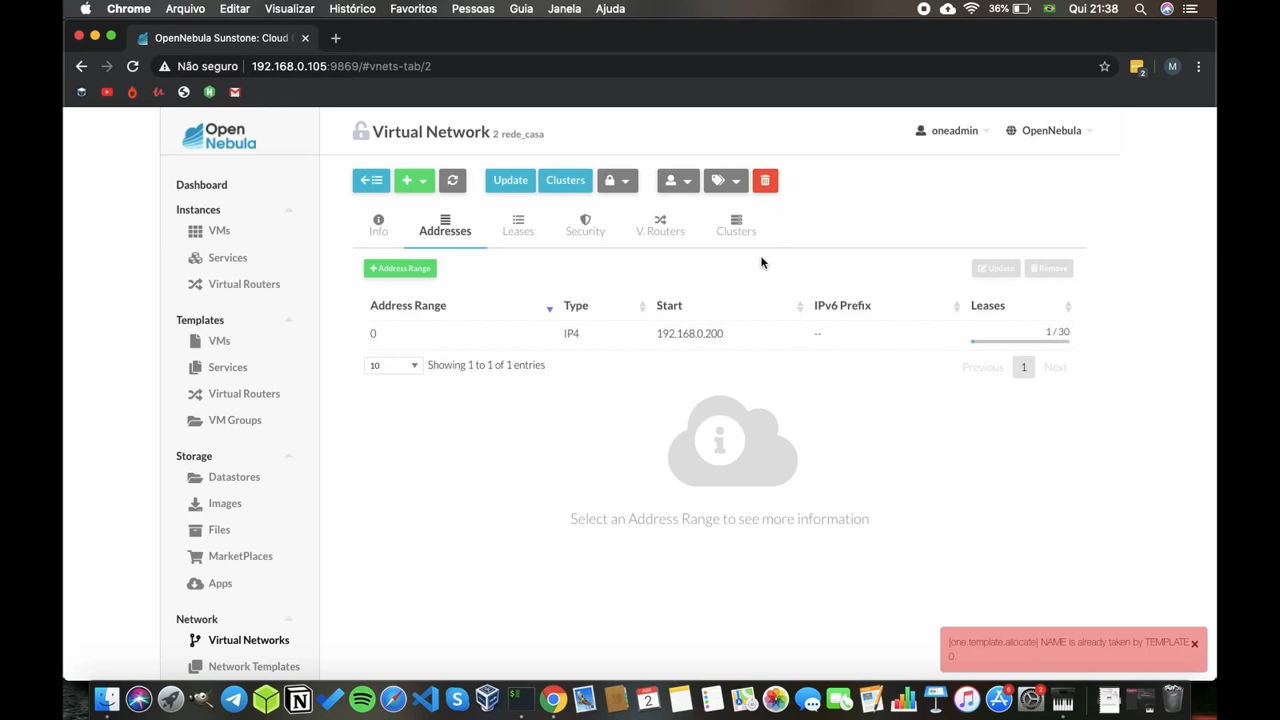 Chrome Arquivo Editar Visualizar Histórico Favoritos Pessoas Guia Janela Ajuda 36% Qui 21:38
OpenNebula Sunstone: Cloud
Não seguro 192.168.0.105:9869/#vnets-tab/2 2 M
Open Nebula
Virtual Network 2 rede_casa
oneadmin OpenNebula
Update Clusters
Info Addresses Leases Security V. Routers Clusters
Address Range Update Remove
Address Range Type Start IPv6 Prefix Leases
0 IP4 192.168.0.200 -- 1 / 30
10 Showing 1 to 1 of 1 entries Previous 1 Next
Select an Address Range to see more information
Dashboard
Instances
VMs
Services
Virtual Routers
Templates
VMs
Services
Virtual Routers
VM Groups
Storage
Datastores
Images
Files
MarketPlaces
Apps
Network
Virtual Networks
Network Templates
[one.template.allocate] NAME is already taken by TEMPLATE
0.